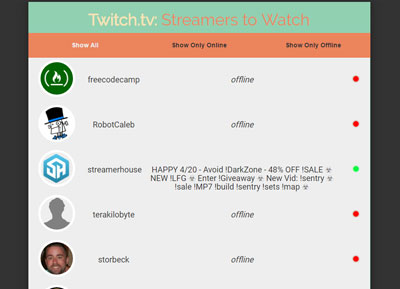 Twitch.tv: Streamers to Watch
Show All Show Only Online Show Only Offline
freecodecamp offline
RobotCaleb offline
streamerhouse HAPPY 4/20 - Avoid !DarkZone - 48% OFF !SALE ☣
NEW !LFG ☣ Enter !Giveaway ☣ New Vid: !sentry ☣
!sale !MP7 !build !sentry !sets !map ☣
terakilobyte offline
storbeck offline